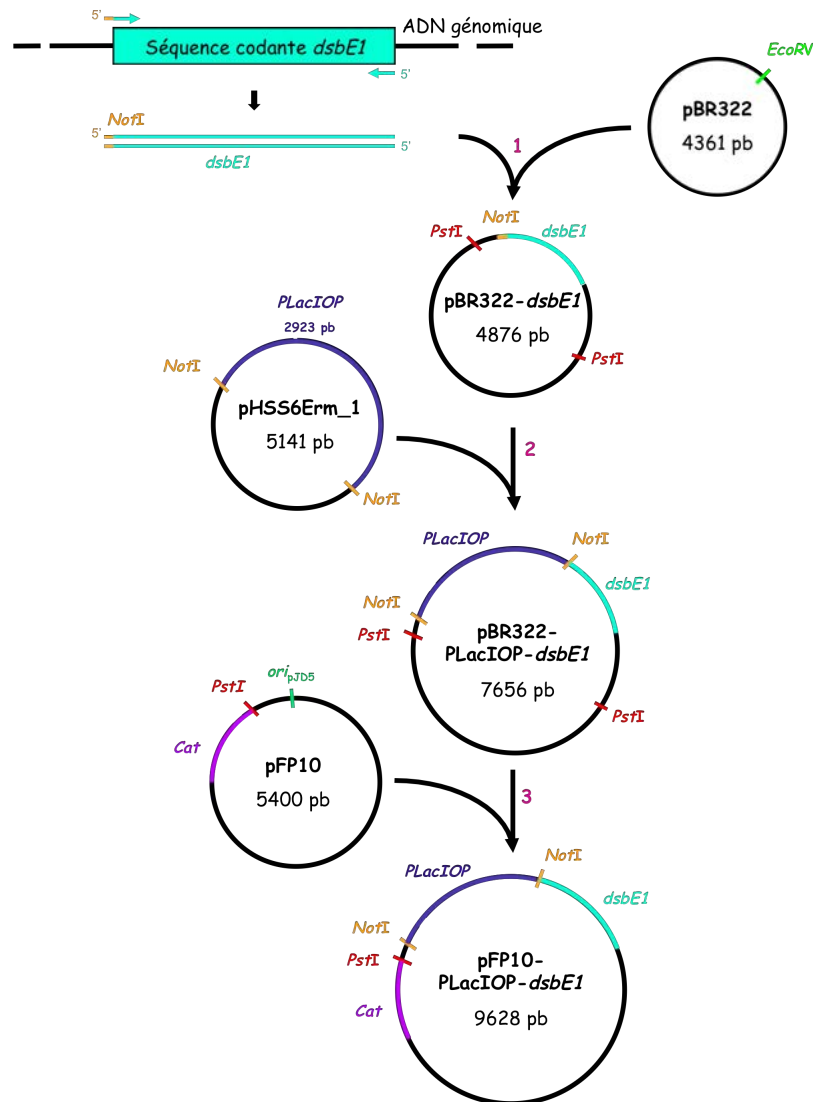 5'
ADN génomique
Séquence codante dsbE1
5'
EcoRV
NotI
5'
5'
dsbE1
pBR322
4361 pb
1
PstI
NotI
dsbE1
pBR322-dsbE1
4876 pb
PstI
PLacIOP
2923 pb
NotI
pHSS6Erm_1
5141 pb
NotI
2
PLacIOP
NotI
dsbE1
NotI
PstI
pBR322-
PLacIOP-dsbE1
7656 pb
PstI
oripJD5
PstI
Cat
pFP10
5400 pb
3
PLacIOP
NotI
dsbE1
NotI
PstI
pFP10-
PLacIOP-dsbE1
9628 pb
Cat